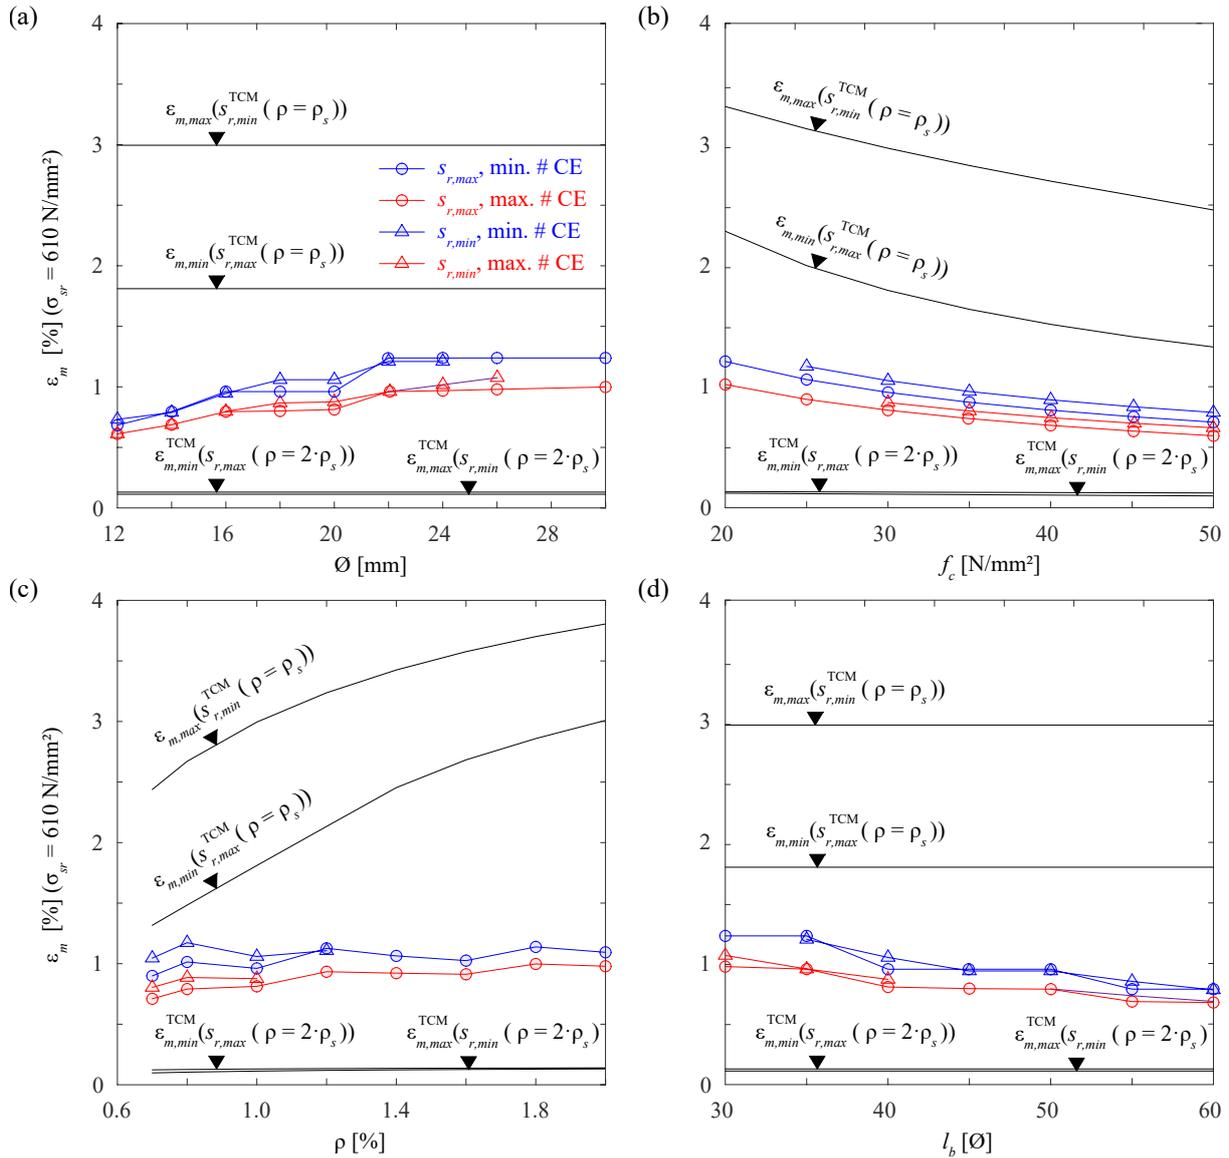 (a)
4
3
2
1
0
ε_m [%] (σ_sr = 610 N/mm²)
ε_m,max(s_r,min^TCM( ρ = ρ_s))
s_r,max, min. # CE
s_r,max, max. # CE
s_r,min, min. # CE
s_r,min, max. # CE
ε_m,min(s_r,max^TCM( ρ = ρ_s))
ε_m,min^TCM(s_r,max ( ρ = 2·ρ_s))
ε_m,max^TCM(s_r,min ( ρ = 2·ρ_s)
12 16 20 24 28
Ø [mm]
(b)
4
3
2
1
0
ε_m,max(s_r,min^TCM( ρ = ρ_s))
ε_m,min(s_r,max^TCM( ρ = ρ_s))
ε_m,min^TCM(s_r,max ( ρ = 2·ρ_s))
ε_m,max^TCM(s_r,min ( ρ = 2·ρ_s)
20 30 40 50
f_c [N/mm²]
(c)
4
3
2
1
0
ε_m [%] (σ_sr = 610 N/mm²)
ε_m,max(s_r,min^TCM( ρ = ρ_s))
ε_m,min(s_r,max^TCM( ρ = ρ_s))
ε_m,min^TCM(s_r,max ( ρ = 2·ρ_s))
ε_m,max^TCM(s_r,min ( ρ = 2·ρ_s)
0.6 1.0 1.4 1.8
ρ [%]
(d)
4
3
2
1
0
ε_m,max(s_r,min^TCM( ρ = ρ_s))
ε_m,min(s_r,max^TCM( ρ = ρ_s))
ε_m,min^TCM(s_r,max ( ρ = 2·ρ_s))
ε_m,max^TCM(s_r,min ( ρ = 2·ρ_s)
30 40 50 60
l_b [Ø]